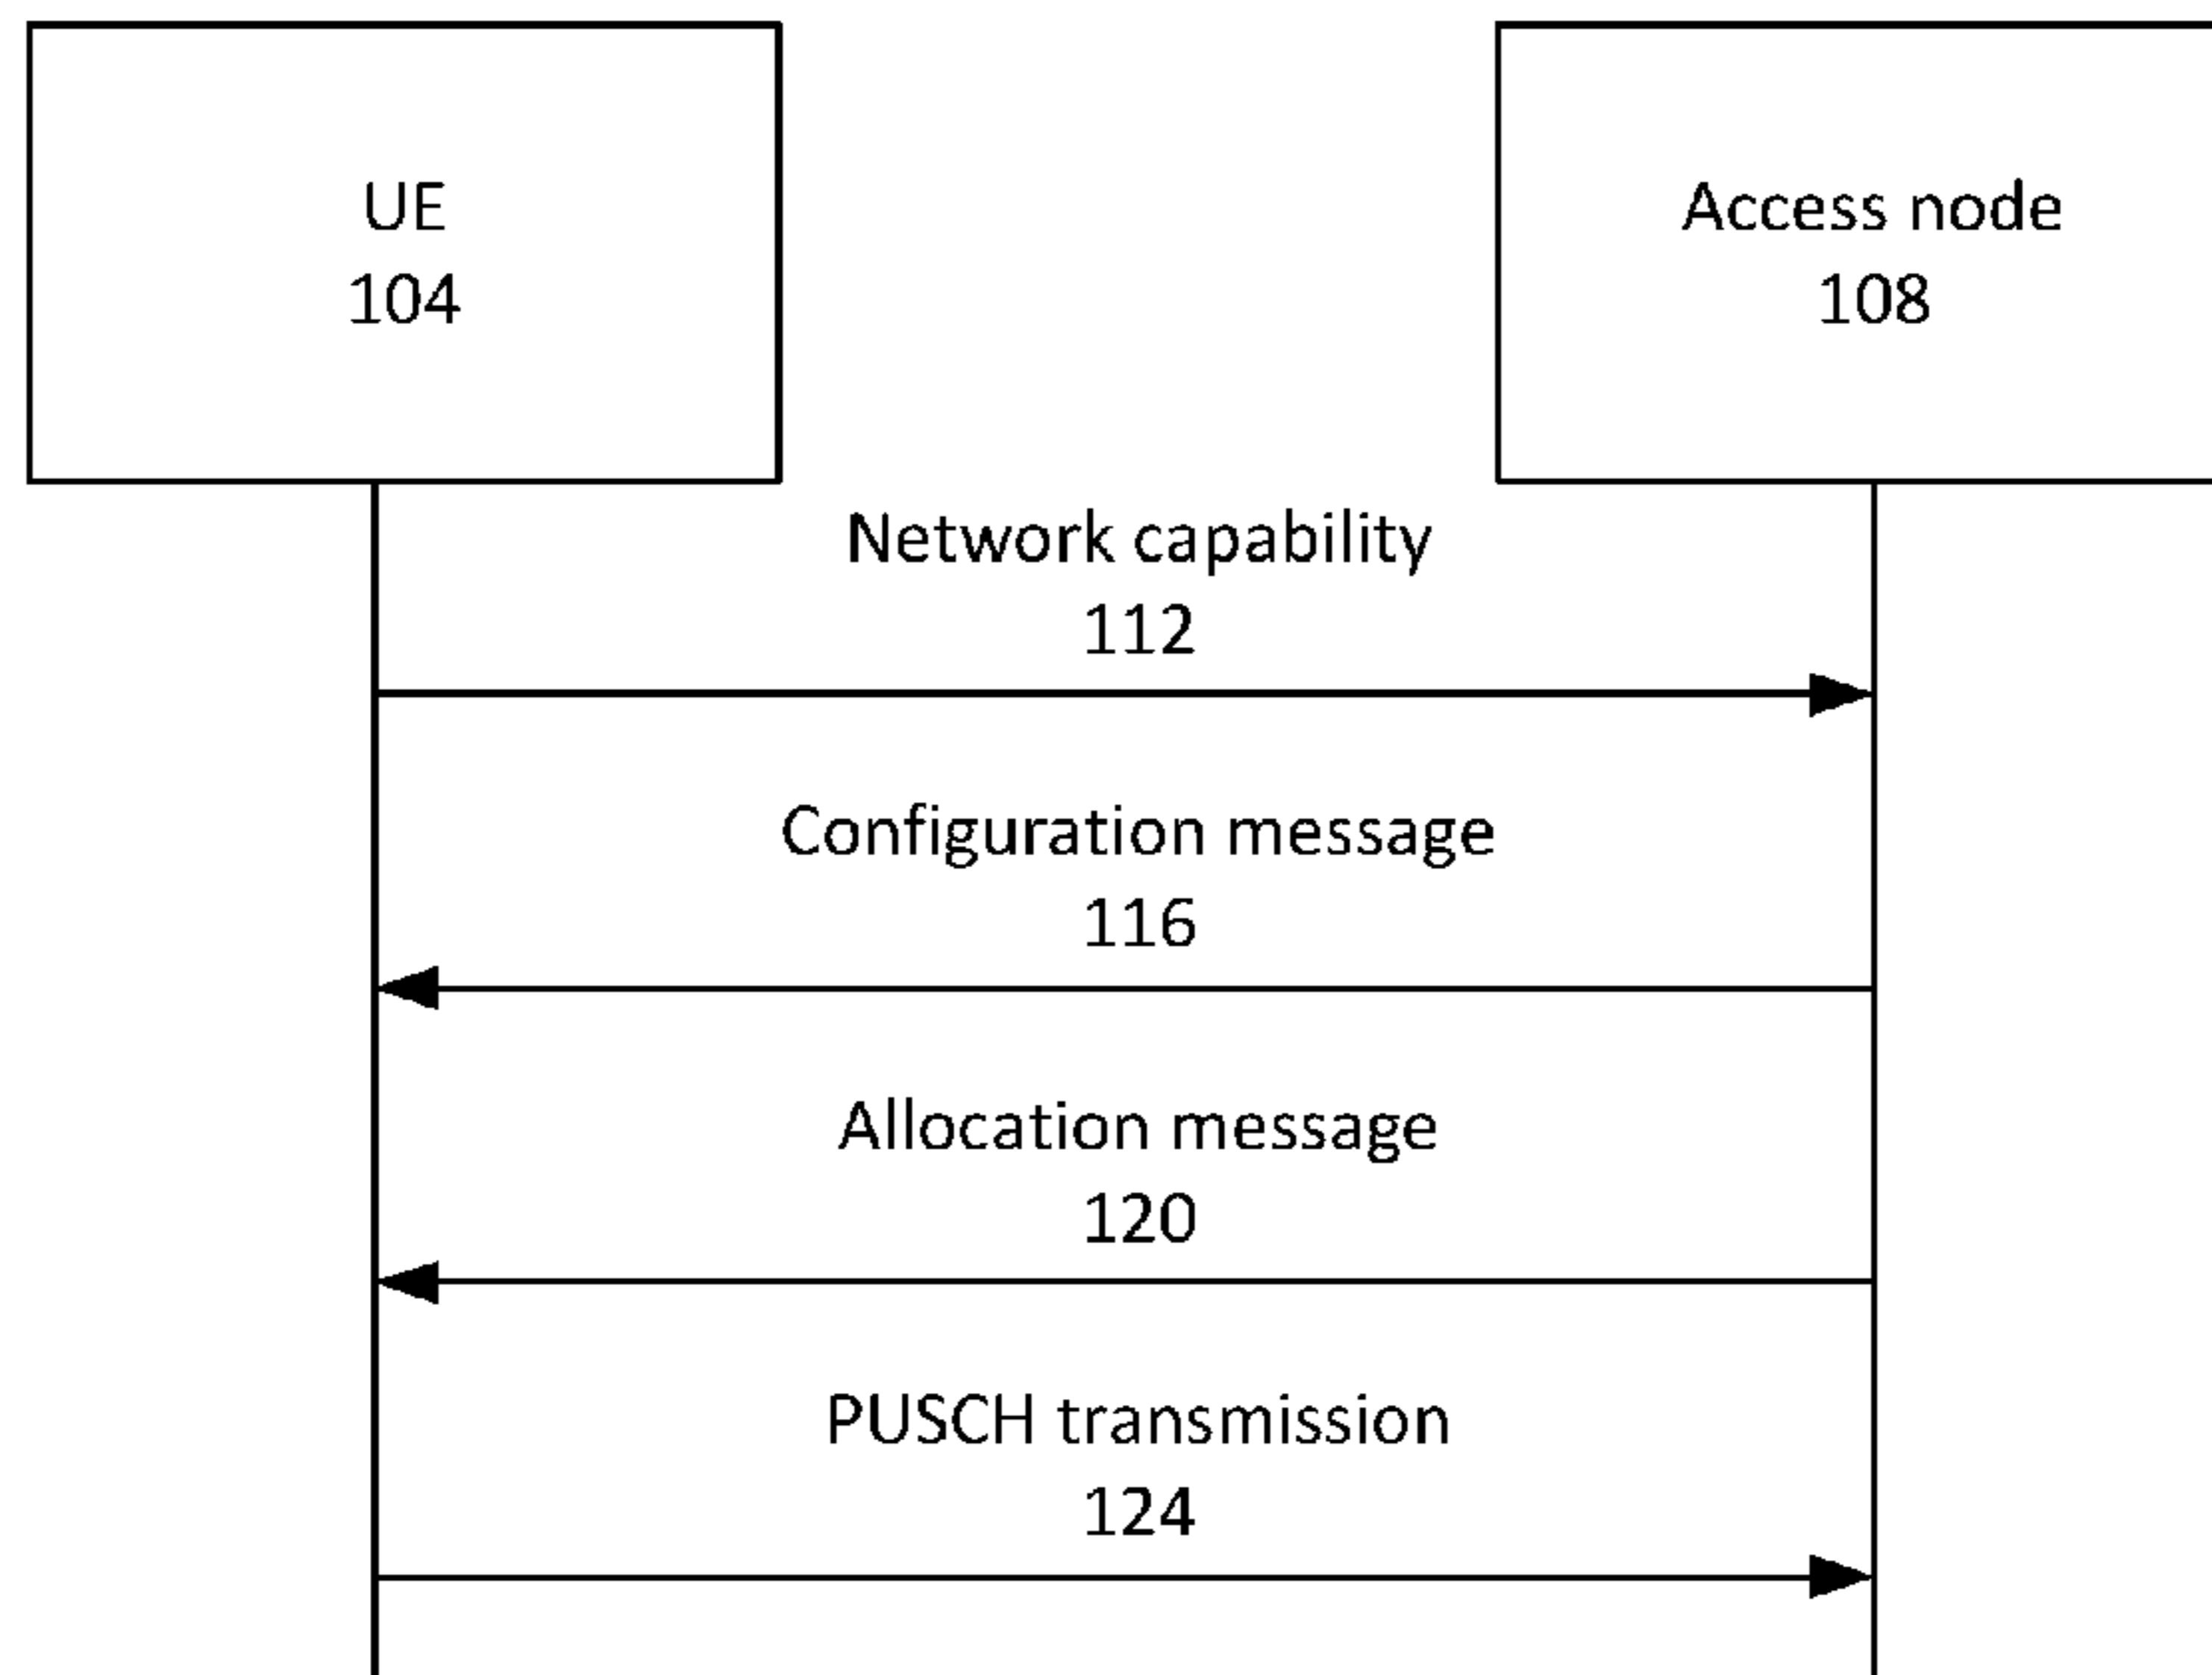 UE
104
Access node
108
Network capability
112
Configuration message
116
Allocation message
120
PUSCH transmission
124